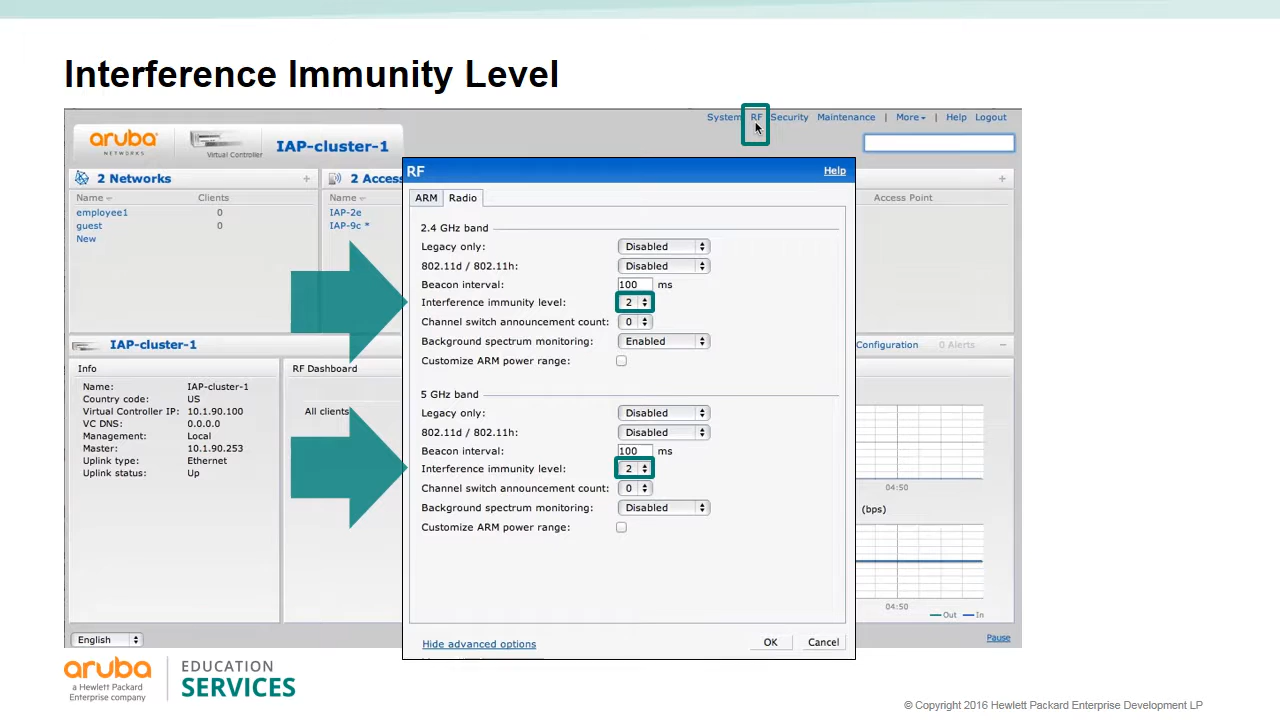 Interference Immunity Level
System RF Security Maintenance | More | Help Logout
aruba
NETWORKS
Virtual Controller
IAP-cluster-1
2 Networks +
Name Clients
employee1 0
guest 0
New
2 Access
Name
IAP-2e
IAP-9c *
+
Access Point
RF Help
ARM Radio
2.4 GHz band
Legacy only: Disabled
802.11d / 802.11h: Disabled
Beacon interval: 100 ms
Interference immunity level: 2
Channel switch announcement count: 0
Background spectrum monitoring: Enabled
Customize ARM power range:
5 GHz band
Legacy only: Disabled
802.11d / 802.11h: Disabled
Beacon interval: 100 ms
Interference immunity level: 2
Channel switch announcement count: 0
Background spectrum monitoring: Disabled
Customize ARM power range:
Hide advanced options OK Cancel
IAP-cluster-1
Configuration 0 Alerts −
Info
Name: IAP-cluster-1
Country code: US
Virtual Controller IP: 10.1.90.100
VC DNS: 0.0.0.0
Management: Local
Master: 10.1.90.253
Uplink type: Ethernet
Uplink status: Up
RF Dashboard
All clients
04:50
(bps)
04:50
Out In
English
Pause
aruba
a Hewlett Packard
Enterprise company
EDUCATION
SERVICES
© Copyright 2016 Hewlett Packard Enterprise Development LP